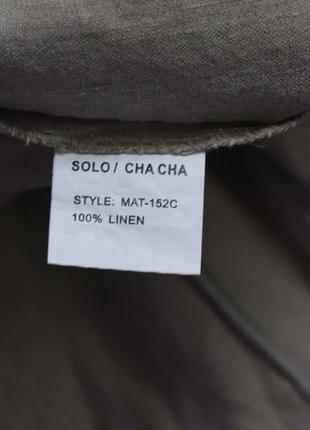 SOLO / CHA CHA
STYLE: MAT-152C
100% LINEN